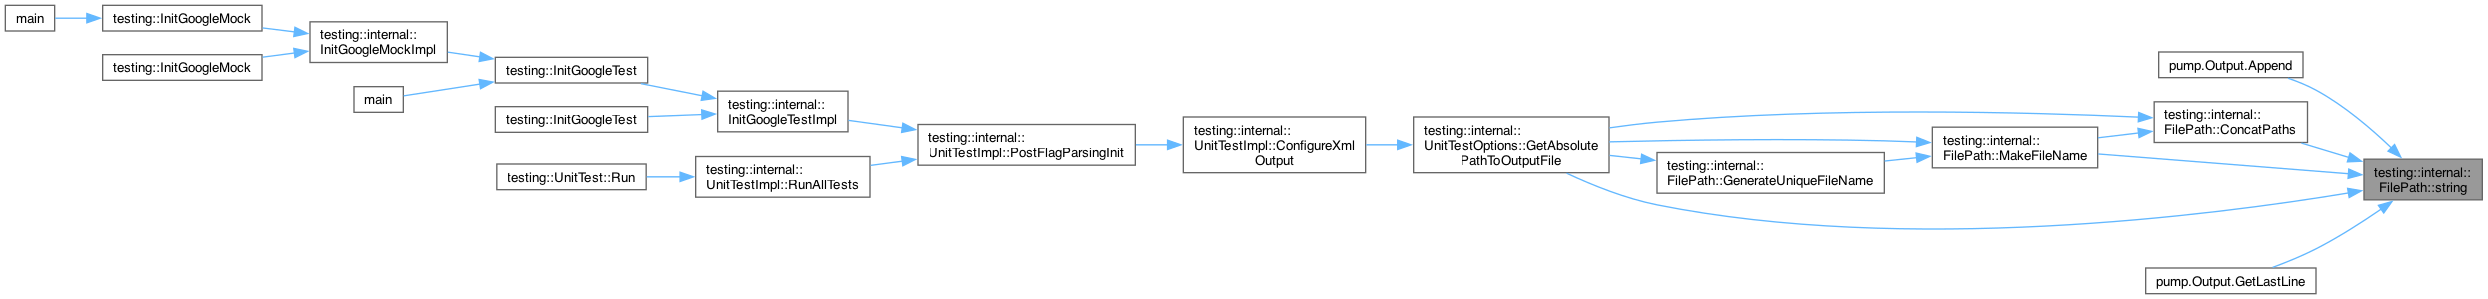 main
testing::InitGoogleMock
testing::InitGoogleMock
testing::internal::
InitGoogleMockImpl
testing::InitGoogleTest
main
testing::InitGoogleTest
testing::internal::
InitGoogleTestImpl
testing::UnitTest::Run
testing::internal::
UnitTestImpl::RunAllTests
testing::internal::
UnitTestImpl::PostFlagParsingInit
testing::internal::
UnitTestImpl::ConfigureXml
Output
testing::internal::
UnitTestOptions::GetAbsolute
PathToOutputFile
testing::internal::
FilePath::GenerateUniqueFileName
testing::internal::
FilePath::MakeFileName
pump.Output.Append
testing::internal::
FilePath::ConcatPaths
testing::internal::
FilePath::string
pump.Output.GetLastLine